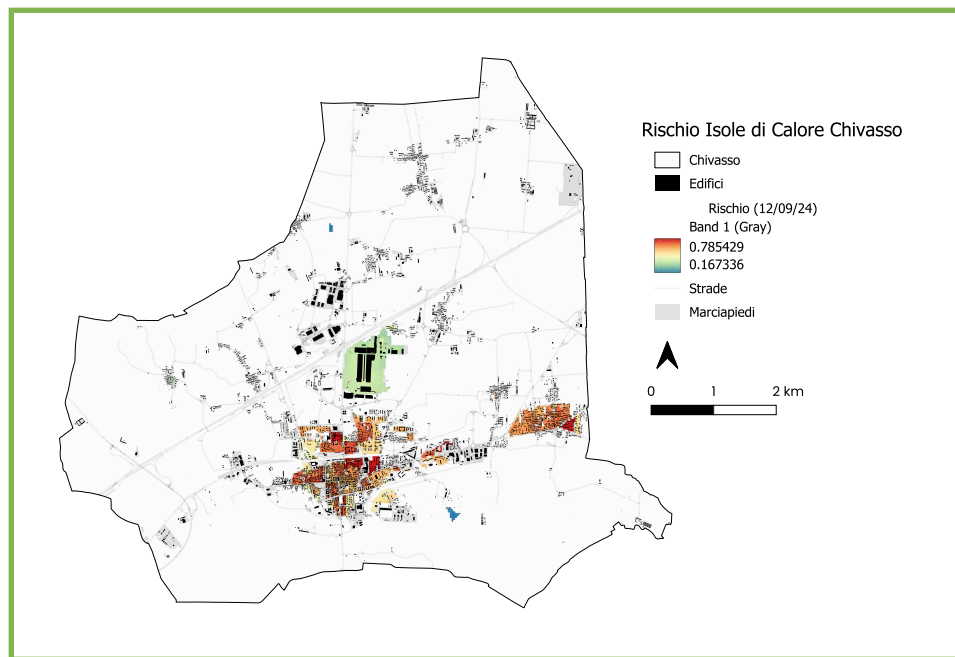 Rischio Isole di Calore Chivasso
Chivasso
Edifici
Rischio (12/09/24)
Band 1 (Gray)
0.785429
0.167336
Strade
Marciapiedi
0 1 2 km